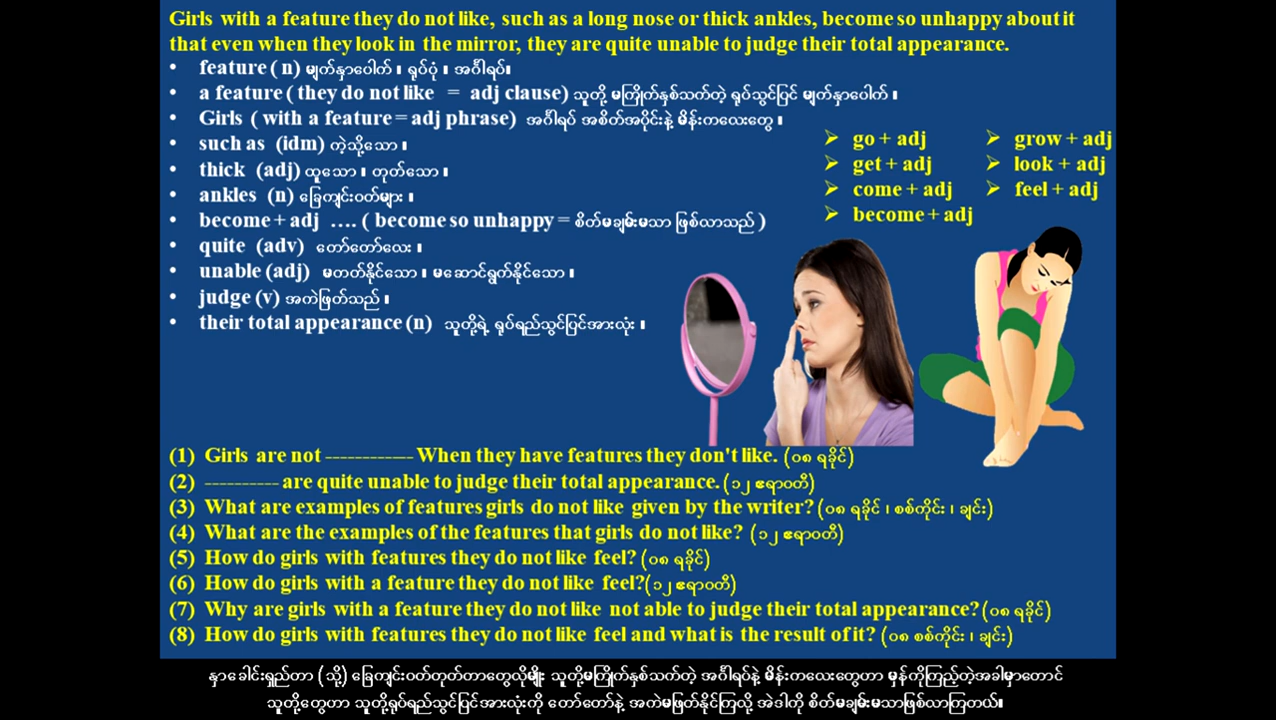 Girls with a feature they do not like, such as a long nose or thick ankles, become so unhappy about it
that even when they look in the mirror, they are quite unable to judge their total appearance.
• feature ( n) မျက်နှာပေါက် ၊ ရုပ်ပုံ ၊ အင်္ဂါရပ်၊
• a feature ( they do not like = adj clause) သူတို့ မကြိုက်နှစ်သက်တဲ့ ရုပ်သွင်ပြင် မျက်နှာပေါက် ၊
• Girls ( with a feature = adj phrase) အင်္ဂါရပ် အစိတ်အပိုင်းနဲ့ မိန်းကလေးတွေ ၊
• such as (idm) ကဲ့သို့သော ၊
• thick (adj) ထူသော ၊ တုတ်သော ၊
• ankles (n) ခြေကျင်းဝတ်များ ၊
• become + adj …. ( become so unhappy = စိတ်မချမ်းမသာ ဖြစ်လာသည် )
• quite (adv) တော်တော်လေး ၊
• unable (adj) မတတ်နိုင်သော ၊ မဆောင်ရွက်နိုင်သော ၊
• judge (v) အကဲဖြတ်သည် ၊
• their total appearance (n) သူတို့ရဲ့ ရုပ်ရည်သွင်ပြင်အားလုံး ၊
➢ go + adj ➢ grow + adj
➢ get + adj ➢ look + adj
➢ come + adj ➢ feel + adj
➢ become + adj
(1) Girls are not ------------ When they have features they don't like. (၀၈ ရခိုင်)
(2) ---------- are quite unable to judge their total appearance. (၁၂ ဧရာဝတီ)
(3) What are examples of features girls do not like given by the writer? (၀၈ ရခိုင် ၊ စစ်ကိုင်း ၊ ချင်း)
(4) What are the examples of the features that girls do not like? (၁၂ ဧရာဝတီ)
(5) How do girls with features they do not like feel? (၀၈ ရခိုင်)
(6) How do girls with a feature they do not like feel?(၁၂ ဧရာဝတီ)
(7) Why are girls with a feature they do not like not able to judge their total appearance? (၀၈ ရခိုင်)
(8) How do girls with features they do not like feel and what is the result of it? (၀၈ စစ်ကိုင်း ၊ ချင်း)
နှာခေါင်းရှည်တာ (သို့) ခြေကျင်းဝတ်တုတ်တာတွေလိုမျိုး သူတို့မကြိုက်နှစ်သက်တဲ့ အင်္ဂါရပ်နဲ့ မိန်းကလေးတွေဟာ မှန်ကိုကြည့်တဲ့အခါမှာတောင်
သူတို့တွေဟာ သူတို့ရုပ်ရည်သွင်ပြင်အားလုံးကို တော်တော်နဲ့ အကဲမဖြတ်နိုင်ကြလို့ အဲဒါကို စိတ်မချမ်းမသာဖြစ်လာကြတယ်။